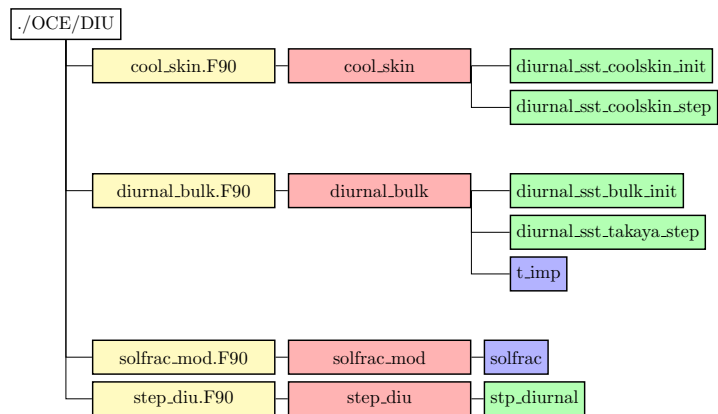 ./OCE/DIU
cool_skin.F90 cool_skin diurnal_sst_coolskin_init
diurnal_sst_coolskin_step
diurnal_bulk.F90 diurnal_bulk diurnal_sst_bulk_init
diurnal_sst_takaya_step
t_imp
solfrac_mod.F90 solfrac_mod solfrac
step_diu.F90 step_diu stp_diurnal